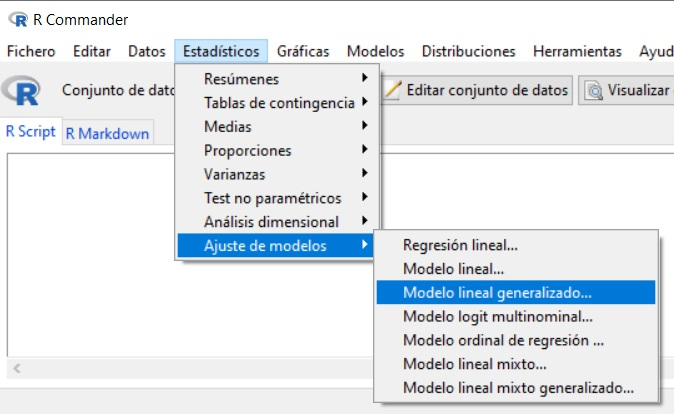 R Commander
Fichero Editar Datos Estadísticos Gráficas Modelos Distribuciones Herramientas Ayud
R Conjunto de dato Editar conjunto de datos Visualizar
R Script R Markdown
Resúmenes
Tablas de contingencia
Medias
Proporciones
Varianzas
Test no paramétricos
Análisis dimensional
Ajuste de modelos
Regresión lineal...
Modelo lineal...
Modelo lineal generalizado...
Modelo logit multinominal...
Modelo ordinal de regresión ...
Modelo lineal mixto...
Modelo lineal mixto generalizado...